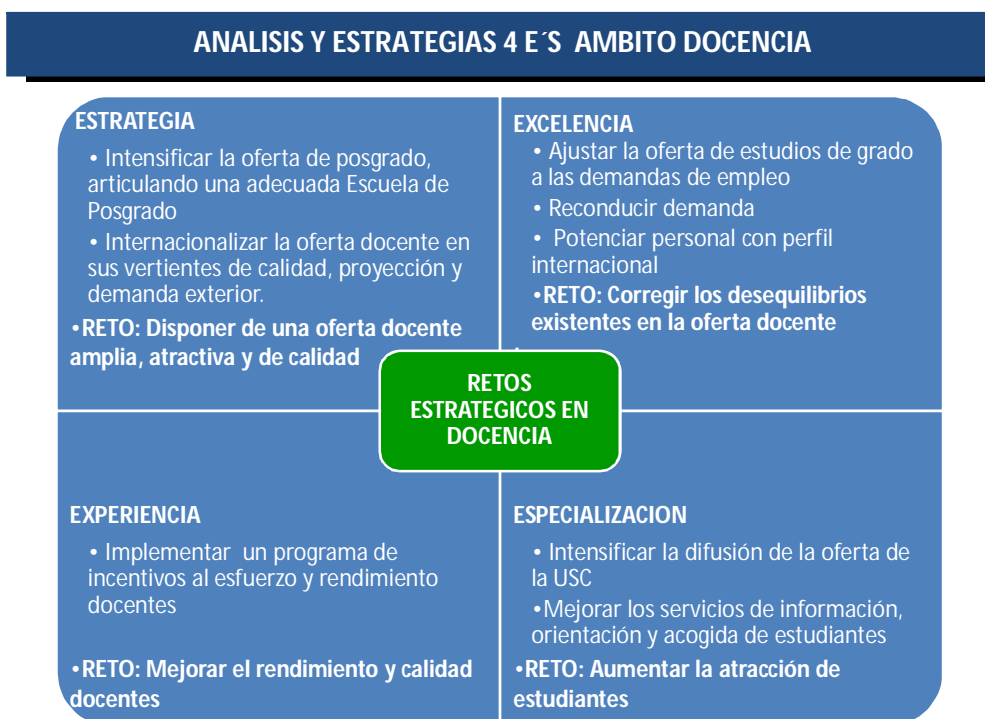 ANALISIS Y ESTRATEGIAS 4 E´S AMBITO DOCENCIA
ESTRATEGIA
• Intensificar la oferta de posgrado,
articulando una adecuada Escuela de
Posgrado
• Internacionalizar la oferta docente en
sus vertientes de calidad, proyección y
demanda exterior.
•RETO: Disponer de una oferta docente
amplia, atractiva y de calidad
EXCELENCIA
• Ajustar la oferta de estudios de grado
a las demandas de empleo
• Reconducir demanda
• Potenciar personal con perfil
internacional
•RETO: Corregir los desequilibrios
existentes en la oferta docente
RETOS
ESTRATEGICOS EN
DOCENCIA
EXPERIENCIA
• Implementar un programa de
incentivos al esfuerzo y rendimiento
docentes
•RETO: Mejorar el rendimiento y calidad
docentes
ESPECIALIZACION
• Intensificar la difusión de la oferta de
la USC
•Mejorar los servicios de información,
orientación y acogida de estudiantes
•RETO: Aumentar la atracción de
estudiantes